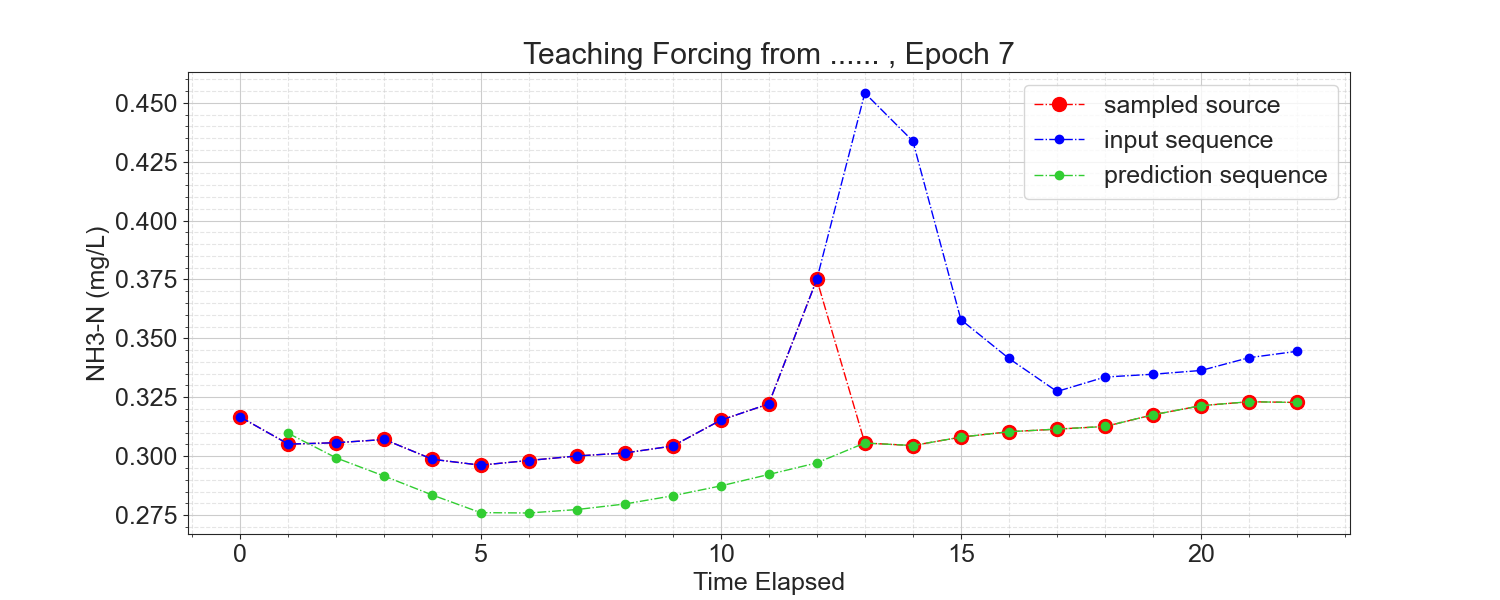 Teaching Forcing from ...... , Epoch 7
sampled source
input sequence
prediction sequence
NH3-N (mg/L)
0.450
0.425
0.400
0.375
0.350
0.325
0.300
0.275
0
5
10
15
20
Time Elapsed